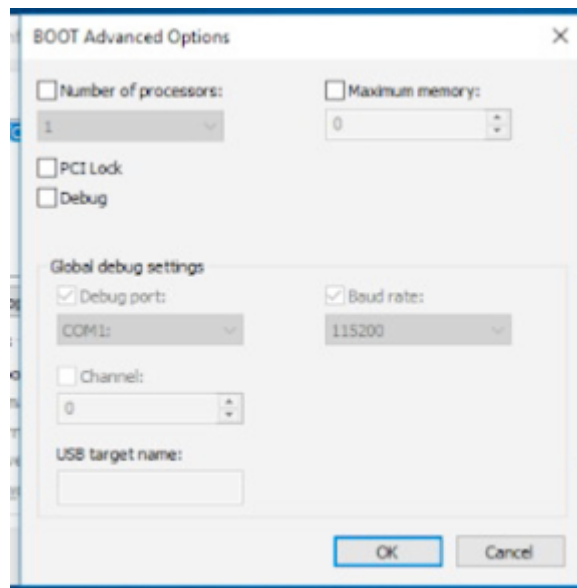 BOOT Advanced Options
Number of processors:
Maximum memory:
1
0
PCI Lock
Debug
Global debug settings
Debug port:
Baud rate:
COM1:
115200
Channel:
0
USB target name:
OK
Cancel